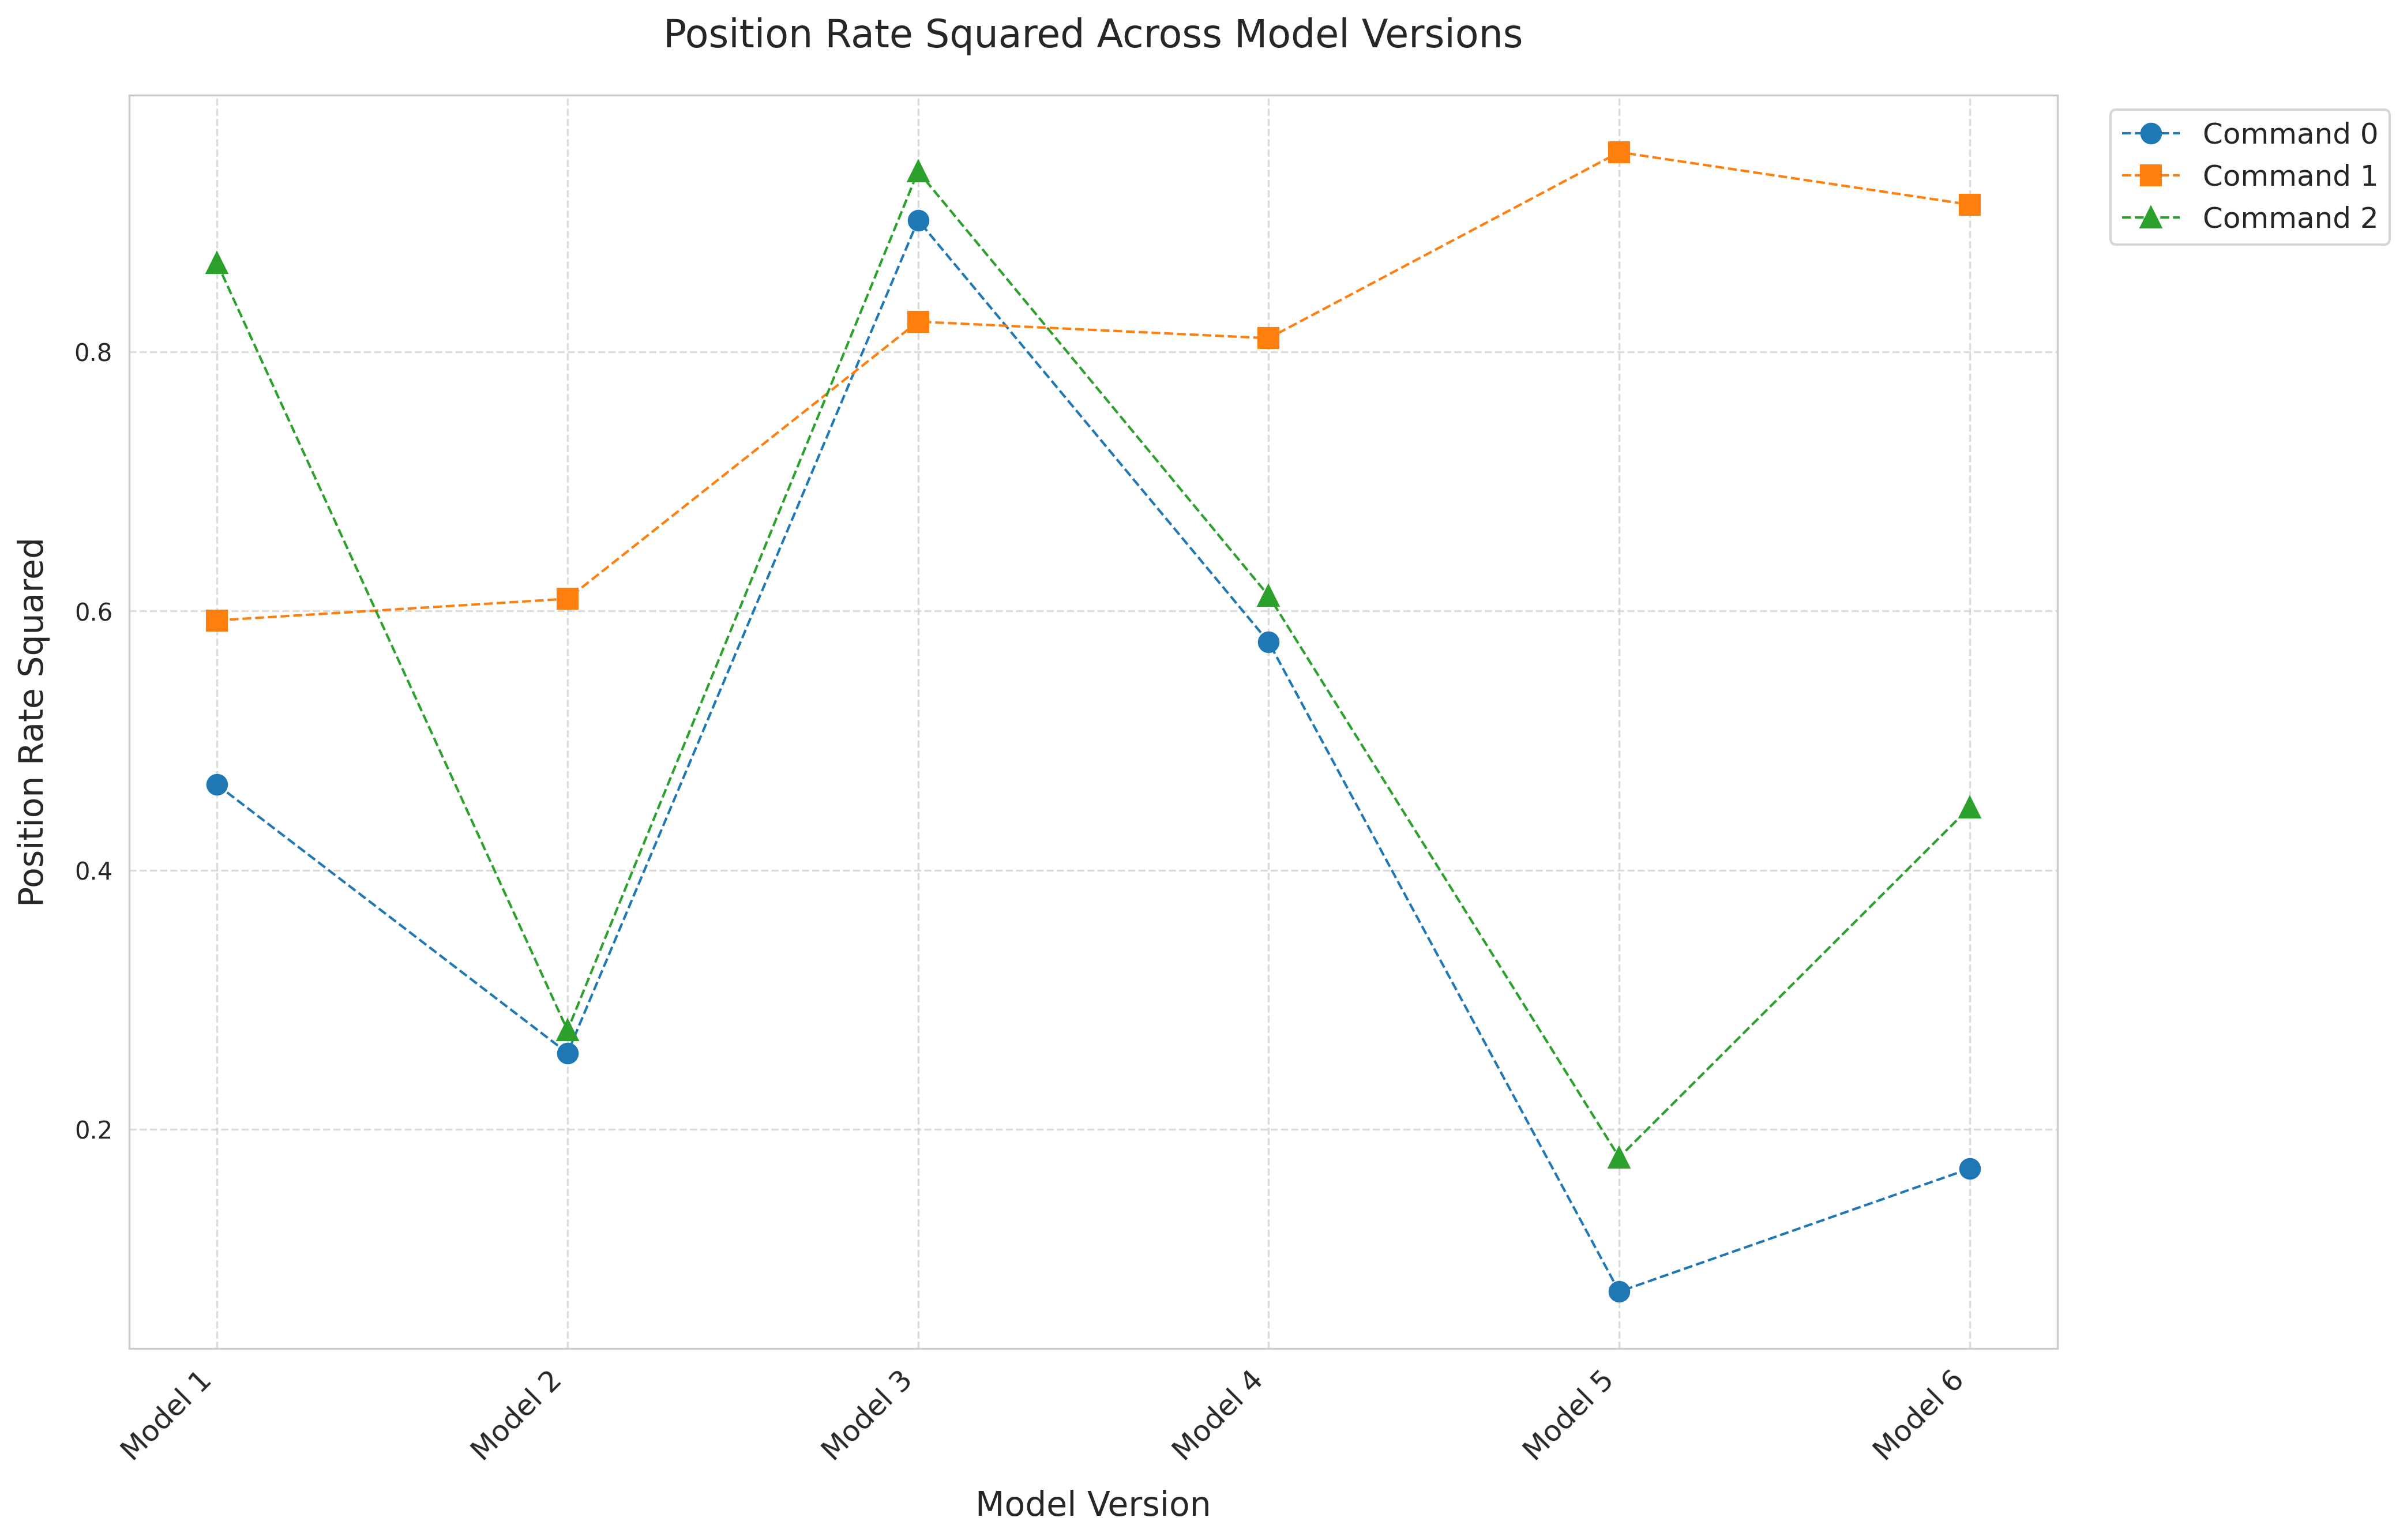 Position Rate Squared Across Model Versions
Command 0
Command 1
Command 2
Position Rate Squared
0.8
0.6
0.4
0.2
Model 1
Model 2
Model 3
Model 4
Model 5
Model 6
Model Version